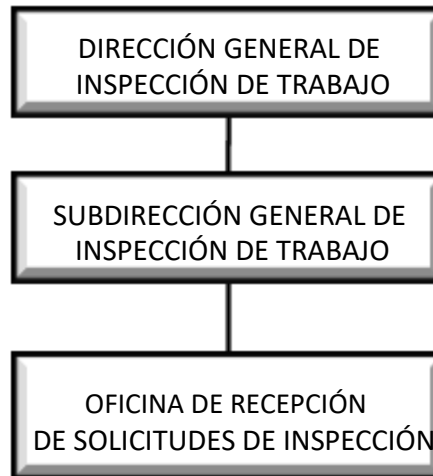 DIRECCIÓN GENERAL DE
INSPECCIÓN DE TRABAJO
SUBDIRECCIÓN GENERAL DE
INSPECCIÓN DE TRABAJO
OFICINA DE RECEPCIÓN
DE SOLICITUDES DE INSPECCIÓN